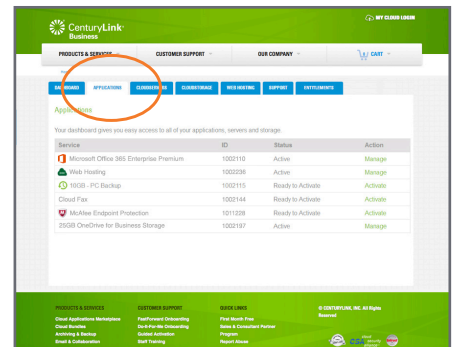 MY CLOUD LOGIN
CenturyLink
Business
PRODUCTS & SERVICES CUSTOMER SUPPORT OUR COMPANY CART
DASHBOARD APPLICATIONS CLOUDSERVERS CLOUDSTORAGE WEB HOSTING SUPPORT ENTITLEMENTS
Applications
Your dashboard gives you easy access to all of your applications, servers and storage.
Service ID Status Action
Microsoft Office 365 Enterprise Premium 1002110 Active Manage
Web Hosting 1002236 Active Manage
16GB - PC Backup 1002115 Ready to Activate Activate
Cloud Fax 1002144 Ready to Activate Activate
McAfee Endpoint Protection 1011228 Ready to Activate Activate
25GB OneDrive for Business Storage 1002197 Active Manage
PRODUCTS & SERVICES CUSTOMER SUPPORT QUICK LINKS © CENTURYLINK, INC. All Rights
Reserved
Cloud Applications Marketplace FastForward Onboarding First Month Free
Cloud Bundles Do-It-For-Me Onboarding Sales & Consultant Partner
Archiving & Backup Guided Activation Program
Email & Collaboration Staff Training Report Abuse
CSA cloud security alliance